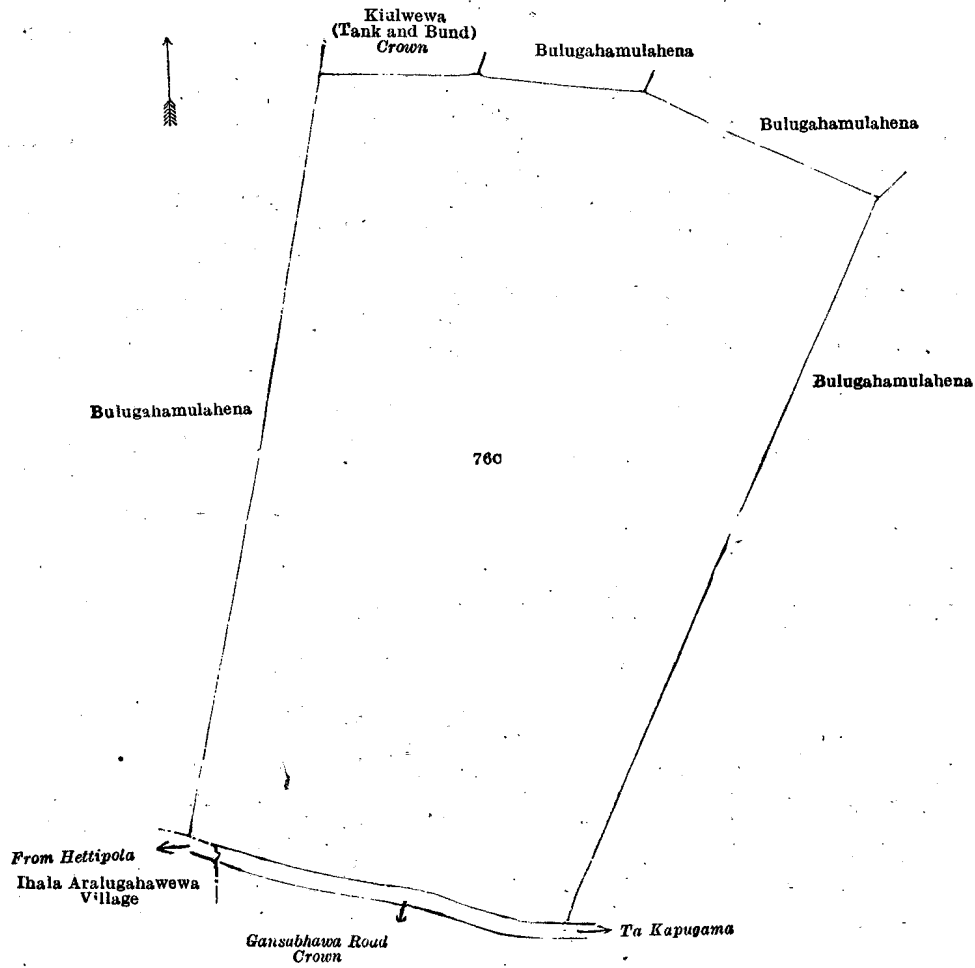 Kiulwewa
(Tank and Bund)
Crown
Bulugahamulahena
Bulugahamulahena
Bulugahamulahena
Bulugahamulahena
760
From Hettipola
Ihala Aralugahawewa
Village
Ta Kapugama
Gansabhawa Road
Crown